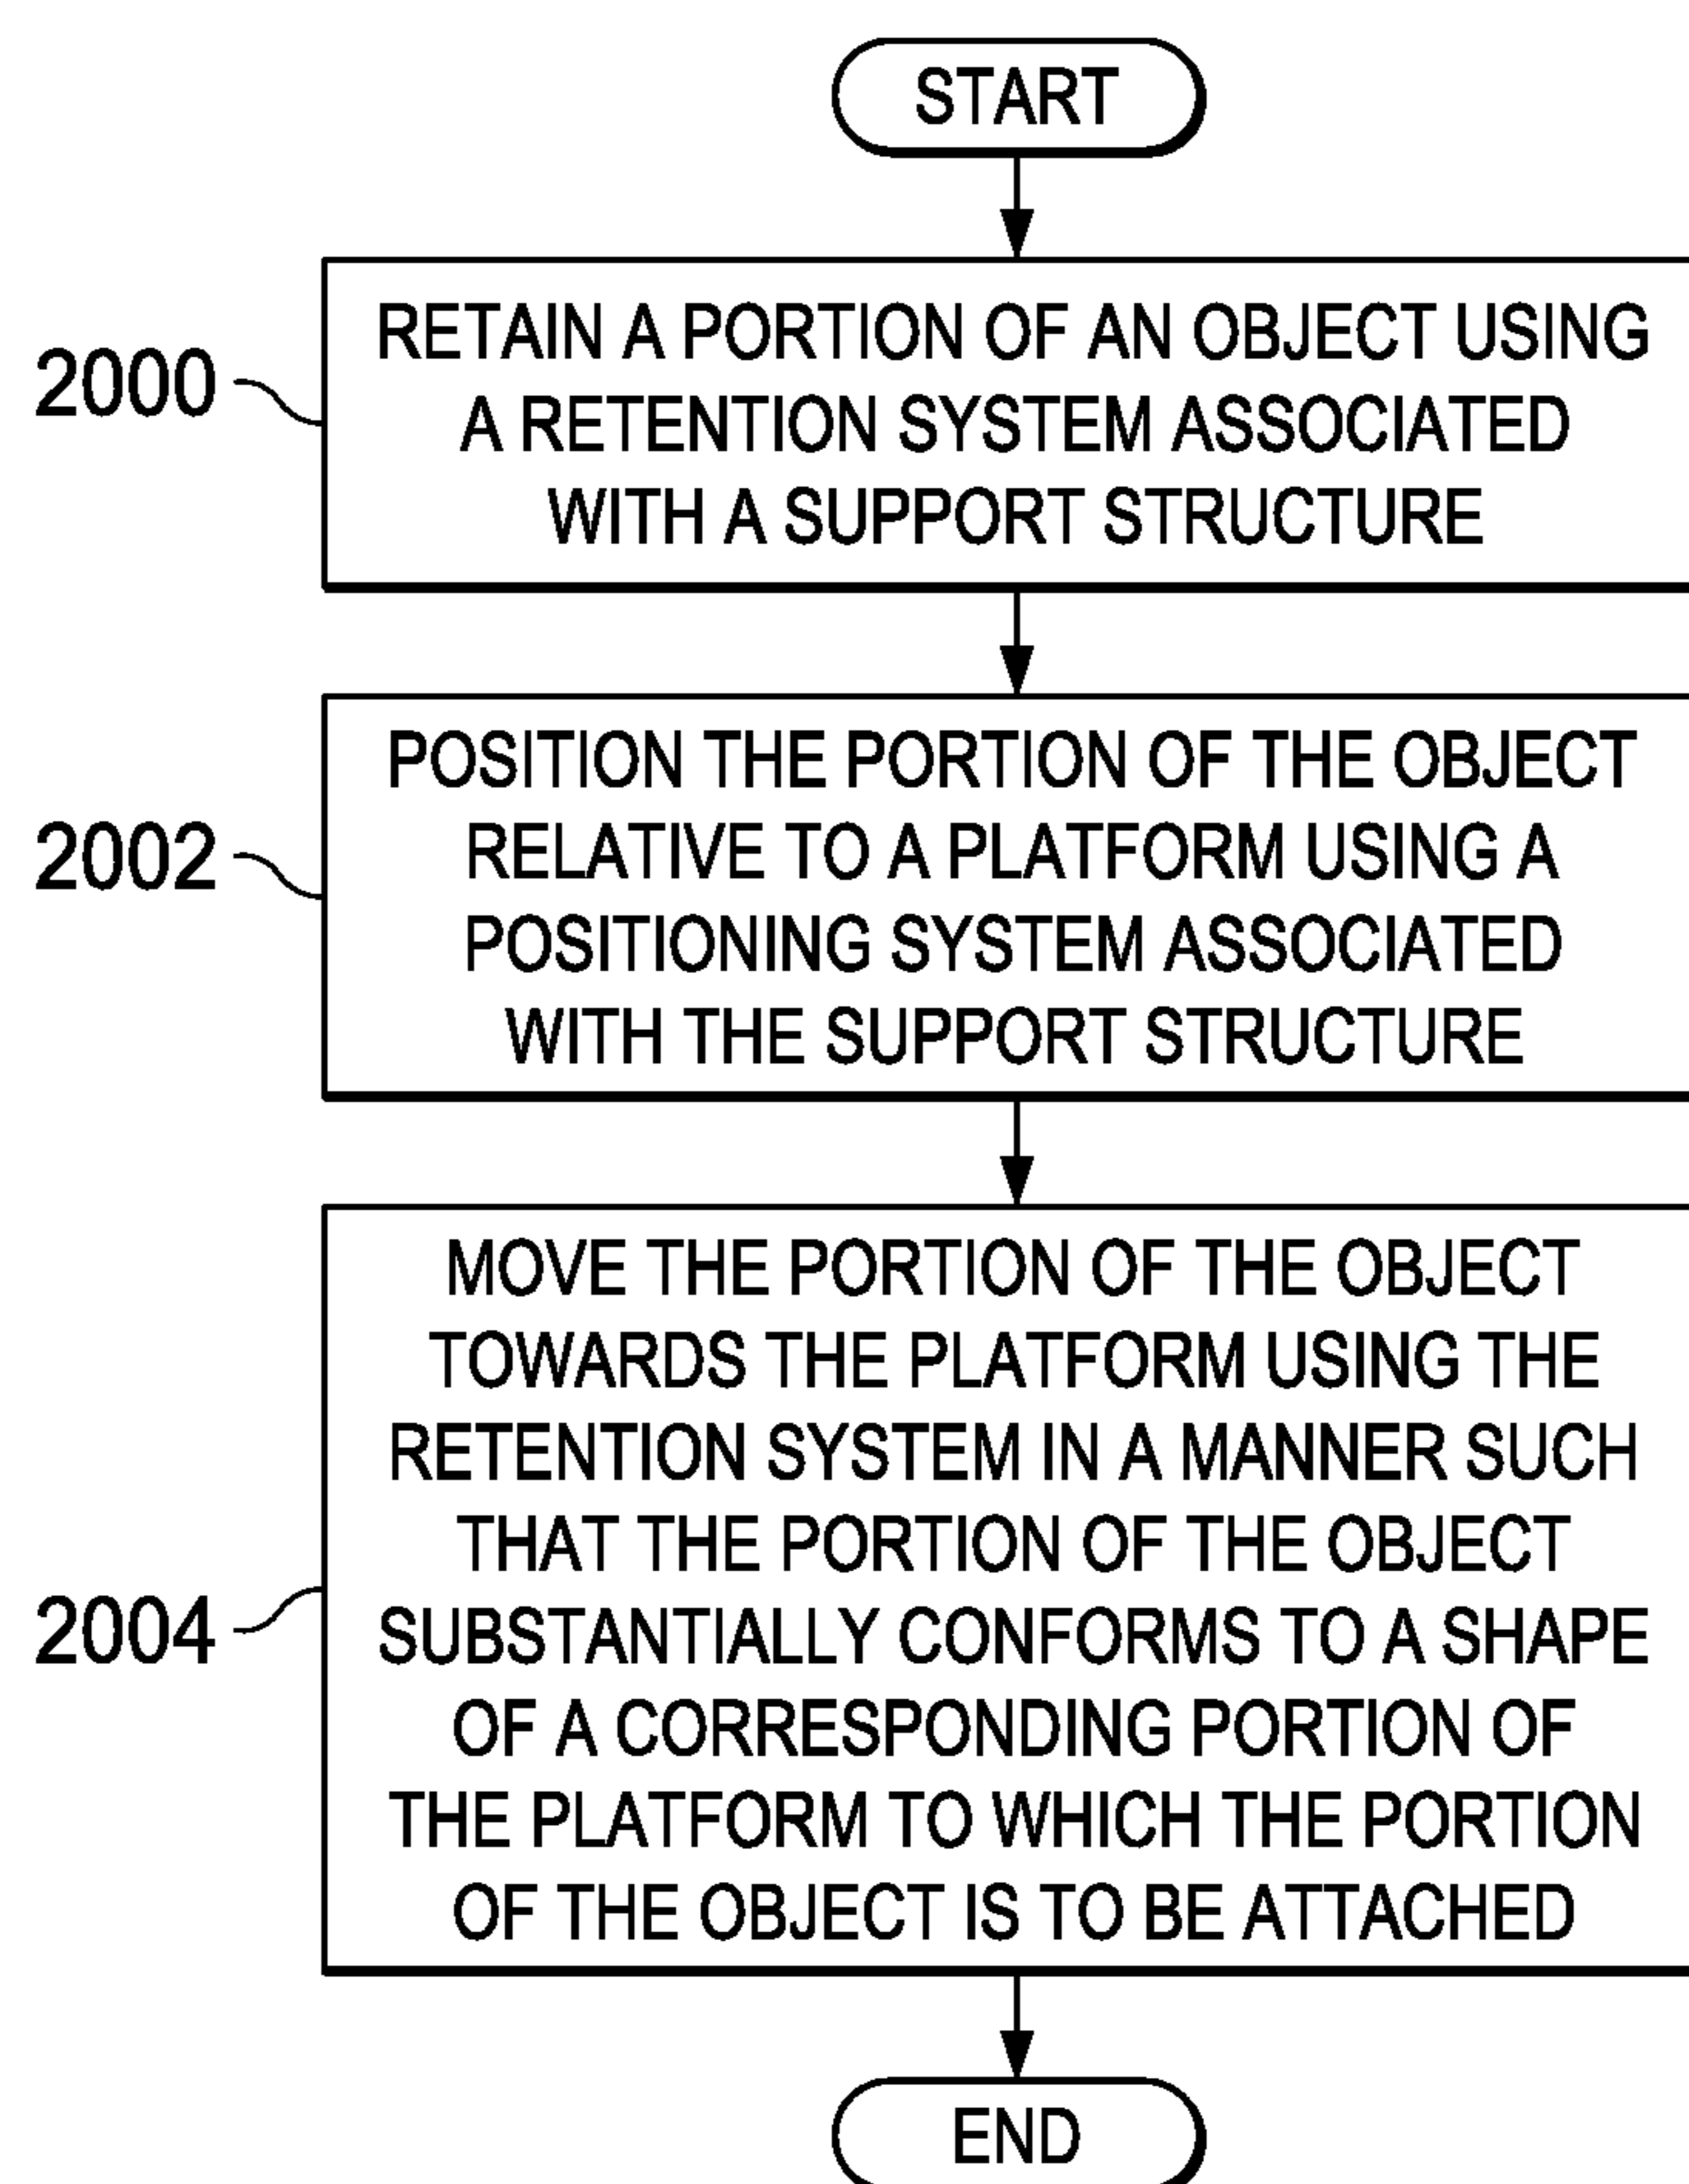 START
2000
RETAIN A PORTION OF AN OBJECT USING
A RETENTION SYSTEM ASSOCIATED
WITH A SUPPORT STRUCTURE
2002
POSITION THE PORTION OF THE OBJECT
RELATIVE TO A PLATFORM USING A
POSITIONING SYSTEM ASSOCIATED
WITH THE SUPPORT STRUCTURE
2004
MOVE THE PORTION OF THE OBJECT
TOWARDS THE PLATFORM USING THE
RETENTION SYSTEM IN A MANNER SUCH
THAT THE PORTION OF THE OBJECT
SUBSTANTIALLY CONFORMS TO A SHAPE
OF A CORRESPONDING PORTION OF
THE PLATFORM TO WHICH THE PORTION
OF THE OBJECT IS TO BE ATTACHED
END